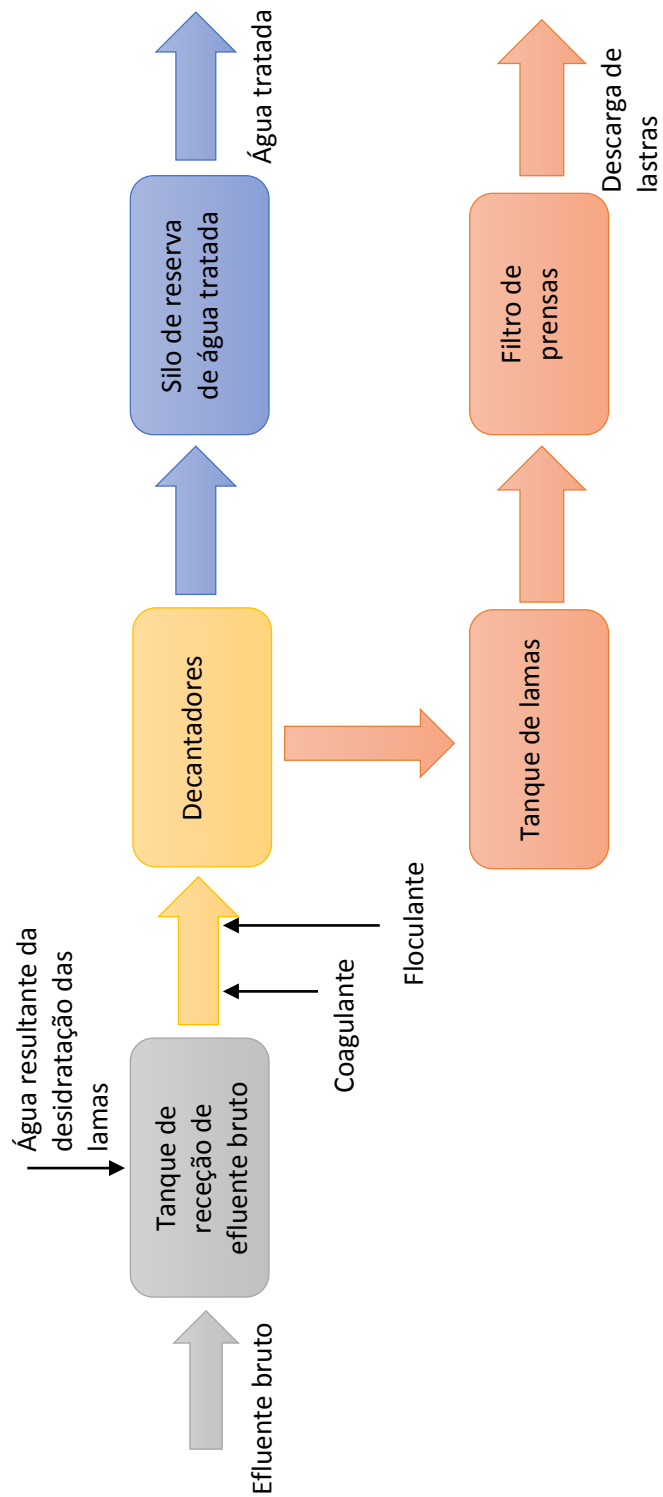 Efluente bruto
Tanque de
receção de
efluente bruto
Água resultante da
desidratação das
lamas
Coagulante
Floculante
Decantadores
Silo de reserva
de água tratada
Água tratada
Tanque de lamas
Filtro de
prensas
Descarga de
lastras